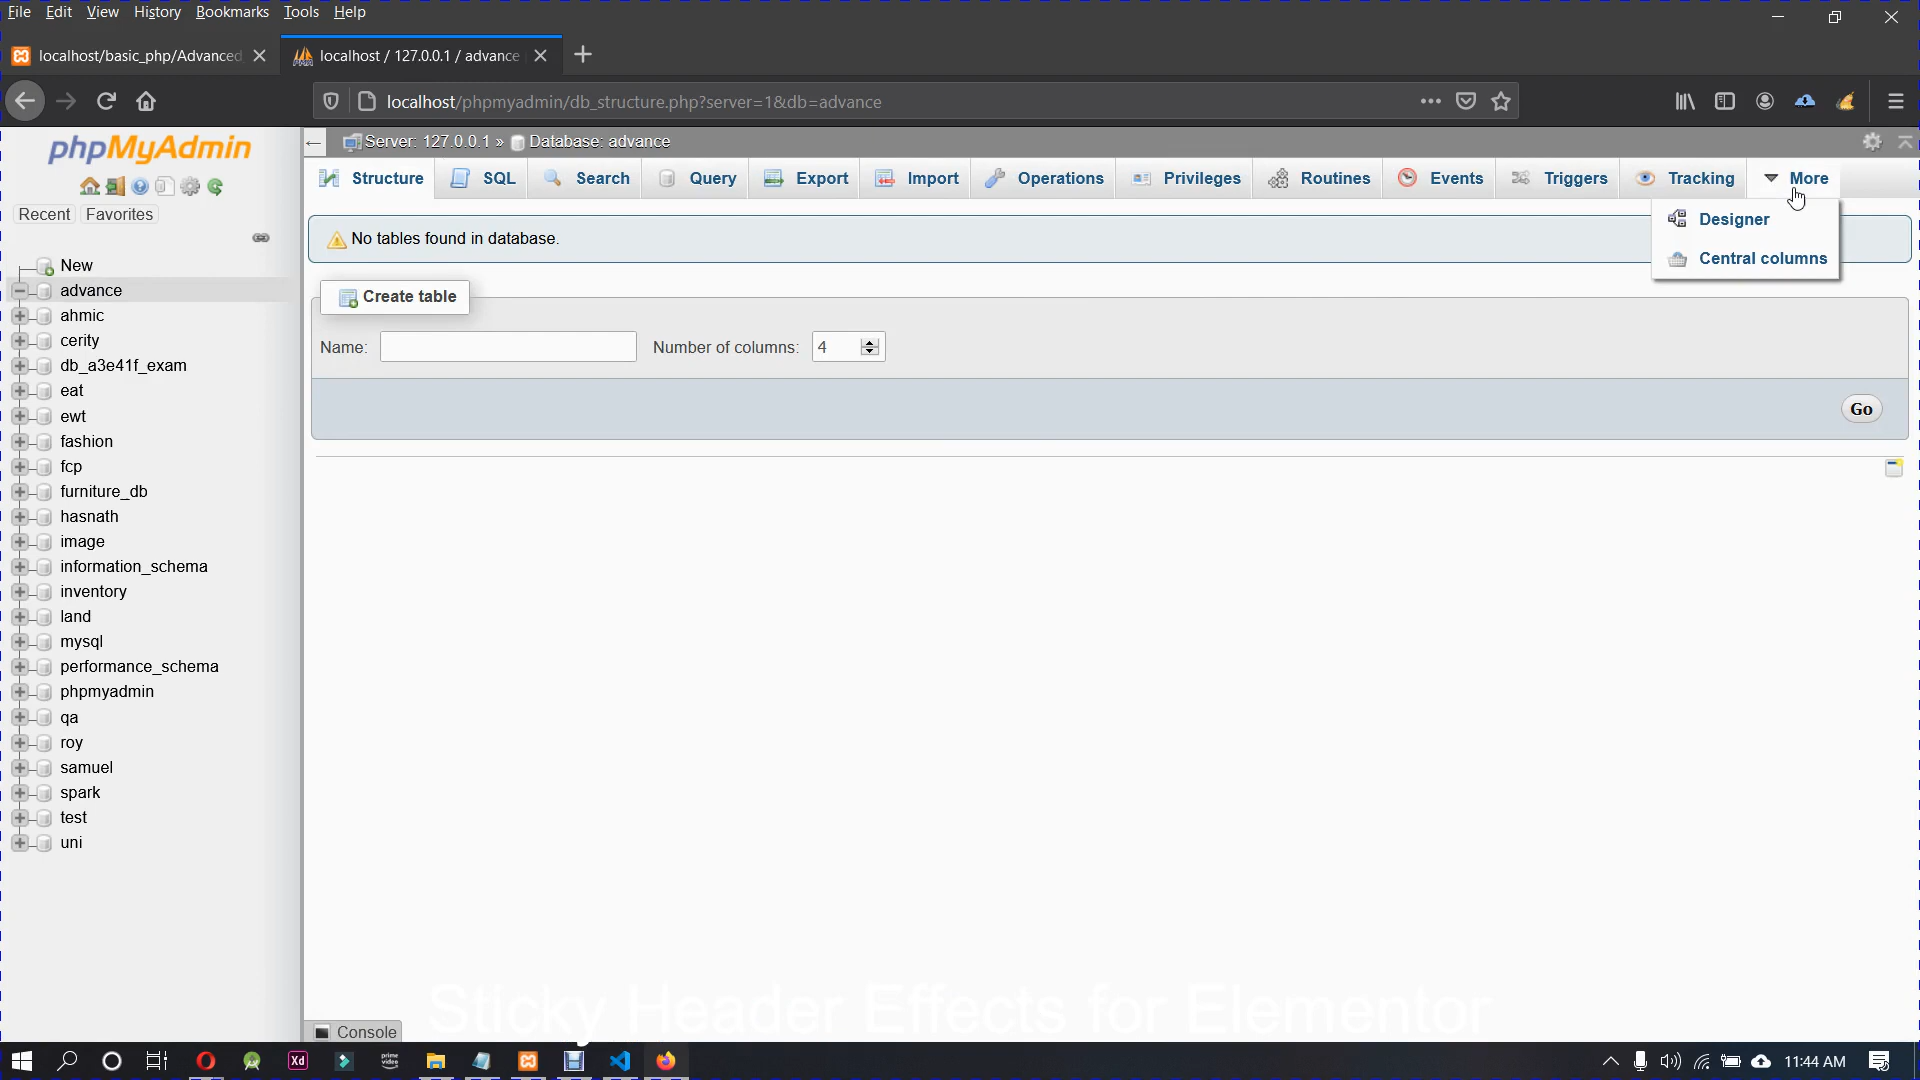 File Edit View History Bookmarks Tools Help
localhost/basic_php/Advanced
localhost / 127.0.0.1 / advance
localhost/phpmyadmin/db_structure.php?server=1&db=advance
phpMyAdmin
Recent Favorites
New
advance
ahmic
cerity
db_a3e41f_exam
eat
ewt
fashion
fcp
furniture_db
hasnath
image
information_schema
inventory
land
mysql
performance_schema
phpmyadmin
qa
roy
samuel
spark
test
uni
Server: 127.0.0.1 » Database: advance
Structure SQL Search Query Export Import Operations Privileges Routines Events Triggers Tracking More
Designer
Central columns
No tables found in database.
Create table
Name: Number of columns: 4
Go
Sticky Header Effects for Elementor
Console
Xd
prime video
11:44 AM